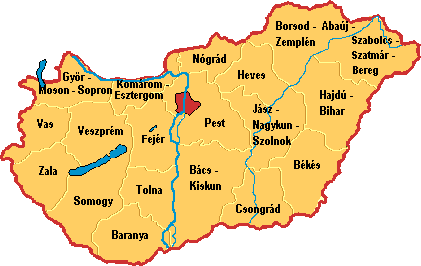 Borsod - Abaúj -
Zemplén
Szabolcs -
Szatmár -
Bereg
Nógrád
Heves
Győr -
Moson - Sopron
Komárom -
Esztergom
Hajdú -
Bihar
Jász -
Nagykun -
Szolnok
Pest
Vas
Veszprém
Fejér
Békés
Zala
Bács -
Kiskun
Tolna
Somogy
Csongrád
Baranya